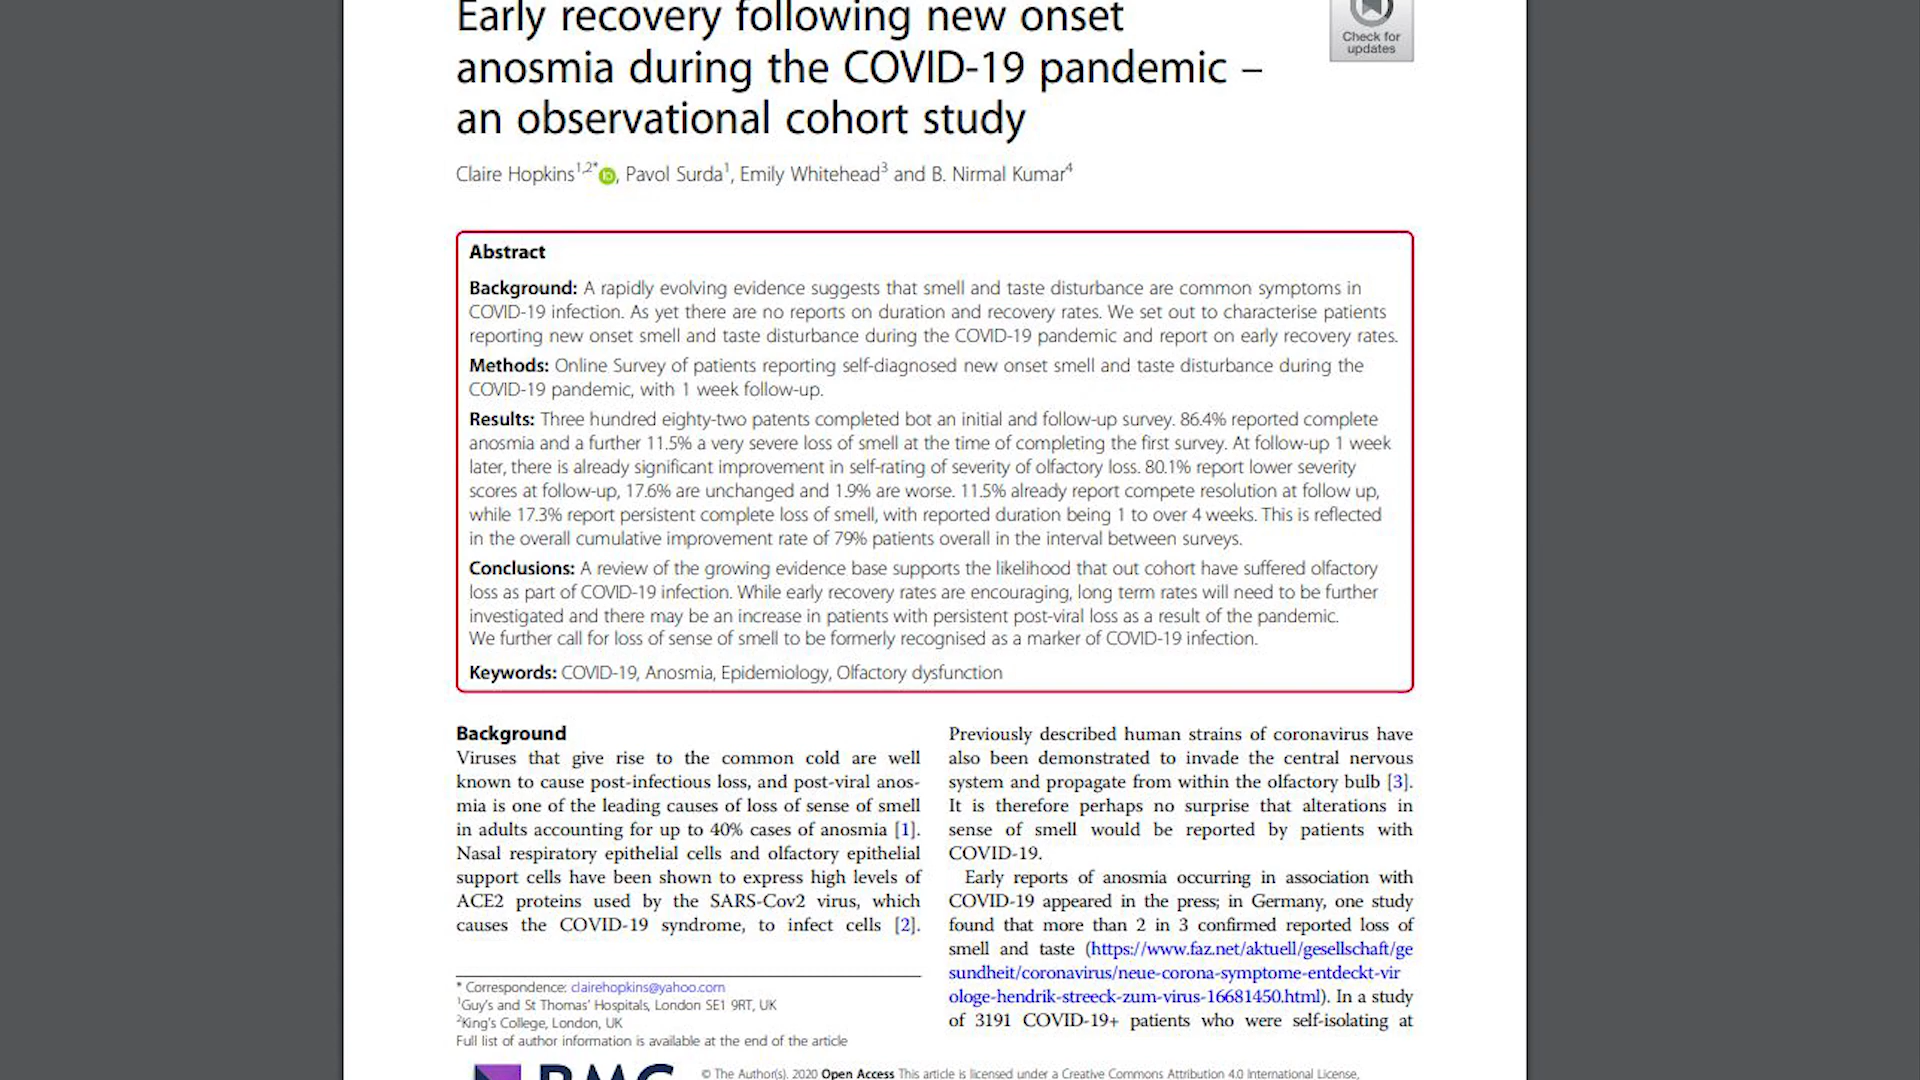 Early recovery following new onset
anosmia during the COVID-19 pandemic –
an observational cohort study
Check for
updates
Claire Hopkins1,2* iD, Pavol Surda1, Emily Whitehead3 and B. Nirmal Kumar4
Abstract
Background: A rapidly evolving evidence suggests that smell and taste disturbance are common symptoms in
COVID-19 infection. As yet there are no reports on duration and recovery rates. We set out to characterise patients
reporting new onset smell and taste disturbance during the COVID-19 pandemic and report on early recovery rates.
Methods: Online Survey of patients reporting self-diagnosed new onset smell and taste disturbance during the
COVID-19 pandemic, with 1 week follow-up.
Results: Three hundred eighty-two patents completed bot an initial and follow-up survey. 86.4% reported complete
anosmia and a further 11.5% a very severe loss of smell at the time of completing the first survey. At follow-up 1 week
later, there is already significant improvement in self-rating of severity of olfactory loss. 80.1% report lower severity
scores at follow-up, 17.6% are unchanged and 1.9% are worse. 11.5% already report compete resolution at follow up,
while 17.3% report persistent complete loss of smell, with reported duration being 1 to over 4 weeks. This is reflected
in the overall cumulative improvement rate of 79% patients overall in the interval between surveys.
Conclusions: A review of the growing evidence base supports the likelihood that out cohort have suffered olfactory
loss as part of COVID-19 infection. While early recovery rates are encouraging, long term rates will need to be further
investigated and there may be an increase in patients with persistent post-viral loss as a result of the pandemic.
We further call for loss of sense of smell to be formerly recognised as a marker of COVID-19 infection.
Keywords: COVID-19, Anosmia, Epidemiology, Olfactory dysfunction
Background
Viruses that give rise to the common cold are well
known to cause post-infectious loss, and post-viral anos-
mia is one of the leading causes of loss of sense of smell
in adults accounting for up to 40% cases of anosmia [1].
Nasal respiratory epithelial cells and olfactory epithelial
support cells have been shown to express high levels of
ACE2 proteins used by the SARS-Cov2 virus, which
causes the COVID-19 syndrome, to infect cells [2].
Previously described human strains of coronavirus have
also been demonstrated to invade the central nervous
system and propagate from within the olfactory bulb [3].
It is therefore perhaps no surprise that alterations in
sense of smell would be reported by patients with
COVID-19.
Early reports of anosmia occurring in association with
COVID-19 appeared in the press; in Germany, one study
found that more than 2 in 3 confirmed reported loss of
smell and taste (https://www.faz.net/aktuell/gesellschaft/ge
sundheit/coronavirus/neue-corona-symptome-entdeckt-vir
ologe-hendrik-streeck-zum-virus-16681450.html). In a study
of 3191 COVID-19+ patients who were self-isolating at
* Correspondence: clairehopkins@yahoo.com
1Guy's and St Thomas' Hospitals, London SE1 9RT, UK
2King's College, London, UK
Full list of author information is available at the end of the article
BMC
© The Author(s). 2020 Open Access This article is licensed under a Creative Commons Attribution 4.0 International License,